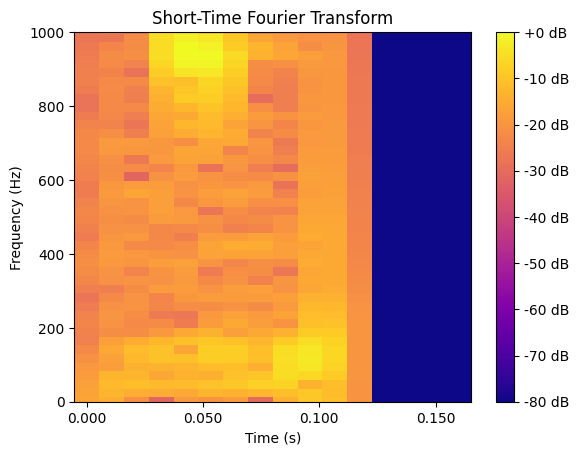 Short-Time Fourier Transform
1000
800
600
400
200
0
Frequency (Hz)
0.000
0.050
0.100
0.150
Time (s)
+0 dB
-10 dB
-20 dB
-30 dB
-40 dB
-50 dB
-60 dB
-70 dB
-80 dB